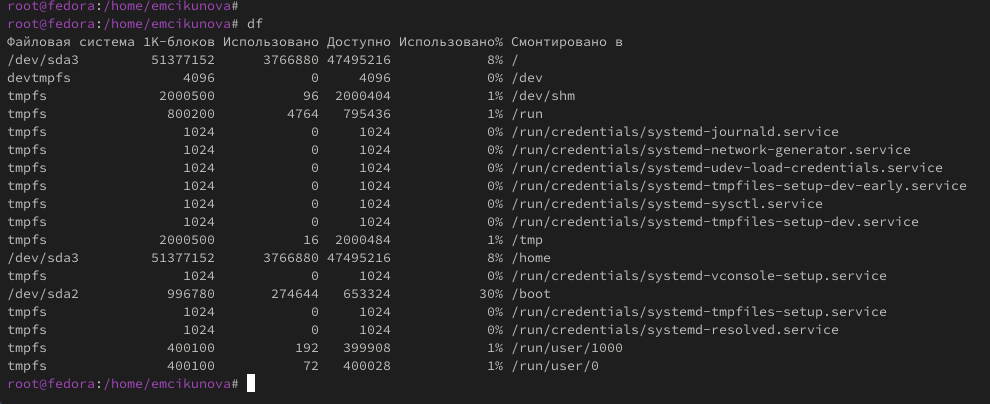 root@fedora:/home/emcikunova#
root@fedora:/home/emcikunova# df
Файловая система 1K-блоков Использовано Доступно Использовано% Смонтировано в
/dev/sda3         51377152      3766880 47495216            8% /
devtmpfs              4096            0     4096            0% /dev
tmpfs              2000500           96  2000404            1% /dev/shm
tmpfs               800200         4764   795436            1% /run
tmpfs                 1024            0     1024            0% /run/credentials/systemd-journald.service
tmpfs                 1024            0     1024            0% /run/credentials/systemd-network-generator.service
tmpfs                 1024            0     1024            0% /run/credentials/systemd-udev-load-credentials.service
tmpfs                 1024            0     1024            0% /run/credentials/systemd-tmpfiles-setup-dev-early.service
tmpfs                 1024            0     1024            0% /run/credentials/systemd-sysctl.service
tmpfs                 1024            0     1024            0% /run/credentials/systemd-tmpfiles-setup-dev.service
tmpfs              2000500           16  2000484            1% /tmp
/dev/sda3         51377152      3766880 47495216            8% /home
tmpfs                 1024            0     1024            0% /run/credentials/systemd-vconsole-setup.service
/dev/sda2           996780       274644   653324           30% /boot
tmpfs                 1024            0     1024            0% /run/credentials/systemd-tmpfiles-setup.service
tmpfs                 1024            0     1024            0% /run/credentials/systemd-resolved.service
tmpfs               400100          192   399908            1% /run/user/1000
tmpfs               400100           72   400028            1% /run/user/0
root@fedora:/home/emcikunova#